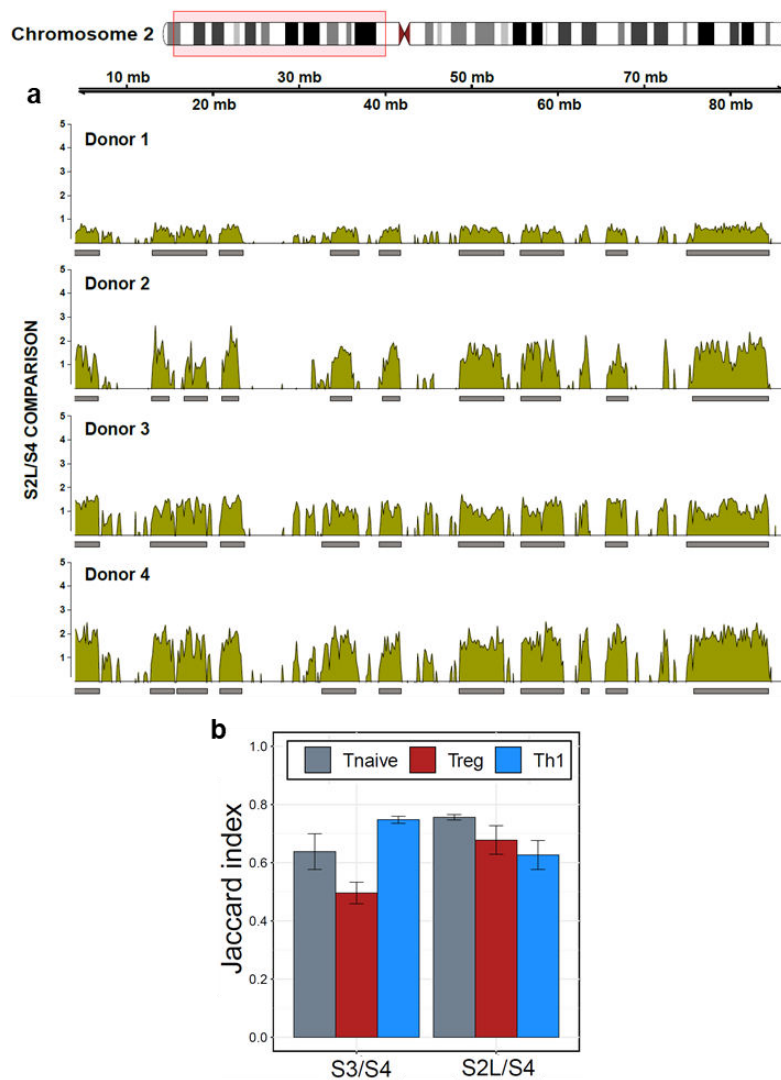 Chromosome 2
10 mb 30 mb 50 mb 70 mb
a
20 mb 40 mb 60 mb 80 mb
5
4
3
2
1
Donor 1
5
4
3
2
1
Donor 2
S2L/S4 COMPARISON
5
4
3
2
1
Donor 3
5
4
3
2
1
Donor 4
b
Tnaive Treg Th1
Jaccard index
1.0
0.8
0.6
0.4
0.2
0.0
S3/S4 S2L/S4